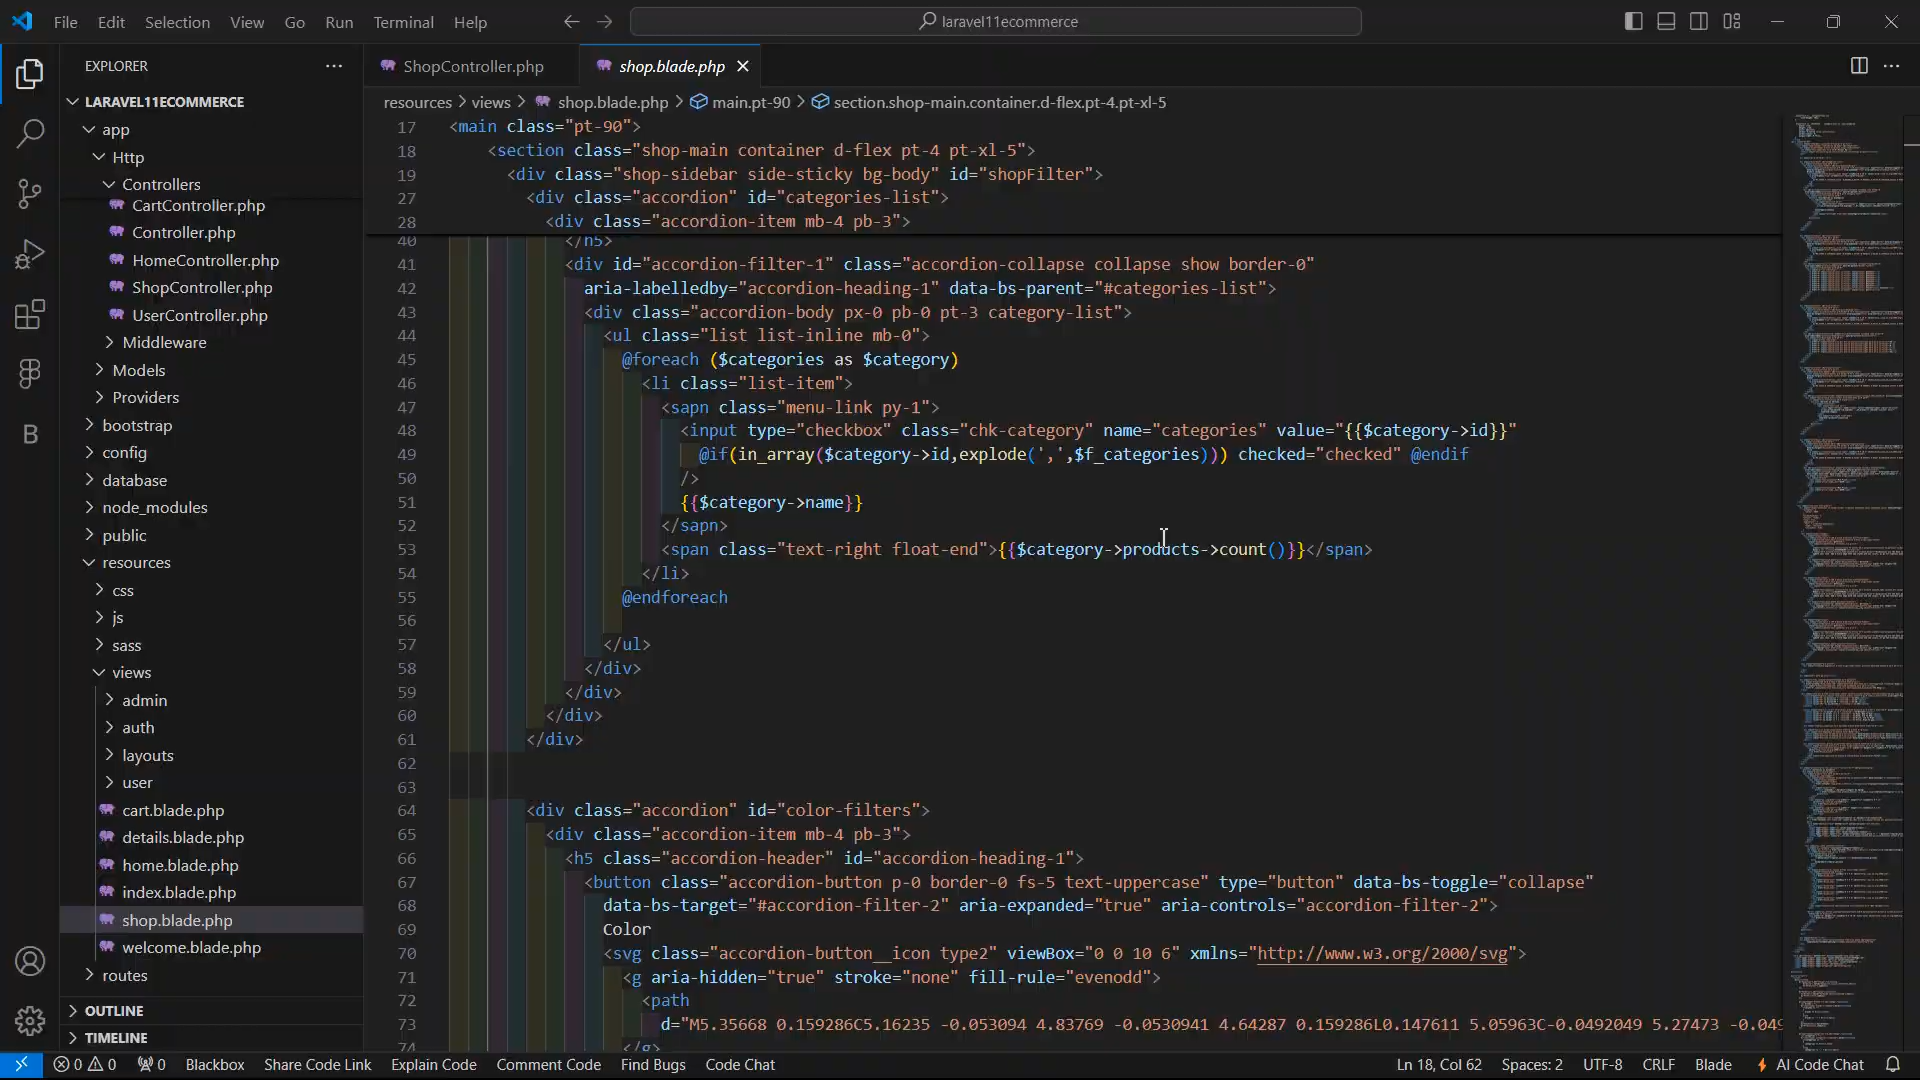 File Edit Selection View Go Run Terminal Help
laravel11ecommerce
EXPLORER
LARAVEL11ECOMMERCE
app
Http
Controllers
CartController.php
Controller.php
HomeController.php
ShopController.php
UserController.php
Middleware
Models
Providers
bootstrap
config
database
node_modules
public
resources
css
js
sass
views
admin
auth
layouts
user
cart.blade.php
details.blade.php
home.blade.php
index.blade.php
shop.blade.php
welcome.blade.php
routes
OUTLINE
TIMELINE
ShopController.php
shop.blade.php
resources > views > shop.blade.php > main.pt-90 > section.shop-main.container.d-flex.pt-4.pt-xl-5
17 <main class="pt-90">
18 <section class="shop-main container d-flex pt-4 pt-xl-5">
19 <div class="shop-sidebar side-sticky bg-body" id="shopFilter">
27 <div class="accordion" id="categories-list">
28 <div class="accordion-item mb-4 pb-3">
40 </h5>
41 <div id="accordion-filter-1" class="accordion-collapse collapse show border-0"
42 aria-labelledby="accordion-heading-1" data-bs-parent="#categories-list">
43 <div class="accordion-body px-0 pb-0 pt-3 category-list">
44 <ul class="list list-inline mb-0">
45 @foreach ($categories as $category)
46 <li class="list-item">
47 <sapn class="menu-link py-1">
48 <input type="checkbox" class="chk-category" name="categories" value="{{$category->id}}"
49 @if(in_array($category->id,explode(',',$f_categories))) checked="checked" @endif
50 />
51 {{$category->name}}
52 </sapn>
53 <span class="text-right float-end">{{$category->products->count()}}</span>
54 </li>
55 @endforeach
56
57 </ul>
58 </div>
59 </div>
60 </div>
61 </div>
62
63
64 <div class="accordion" id="color-filters">
65 <div class="accordion-item mb-4 pb-3">
66 <h5 class="accordion-header" id="accordion-heading-1">
67 <button class="accordion-button p-0 border-0 fs-5 text-uppercase" type="button" data-bs-toggle="collapse"
68 data-bs-target="#accordion-filter-2" aria-expanded="true" aria-controls="accordion-filter-2">
69 Color
70 <svg class="accordion-button__icon type2" viewBox="0 0 10 6" xmlns="http://www.w3.org/2000/svg">
71 <g aria-hidden="true" stroke="none" fill-rule="evenodd">
72 <path
73 d="M5.35668 0.159286C5.16235 -0.053094 4.83769 -0.0530941 4.64287 0.159286L0.147611 5.05963C-0.0492049 5.27473 -0.049
74 </g>
0 0 0 Blackbox Share Code Link Explain Code Comment Code Find Bugs Code Chat Ln 18, Col 62 Spaces: 2 UTF-8 CRLF Blade AI Code Chat